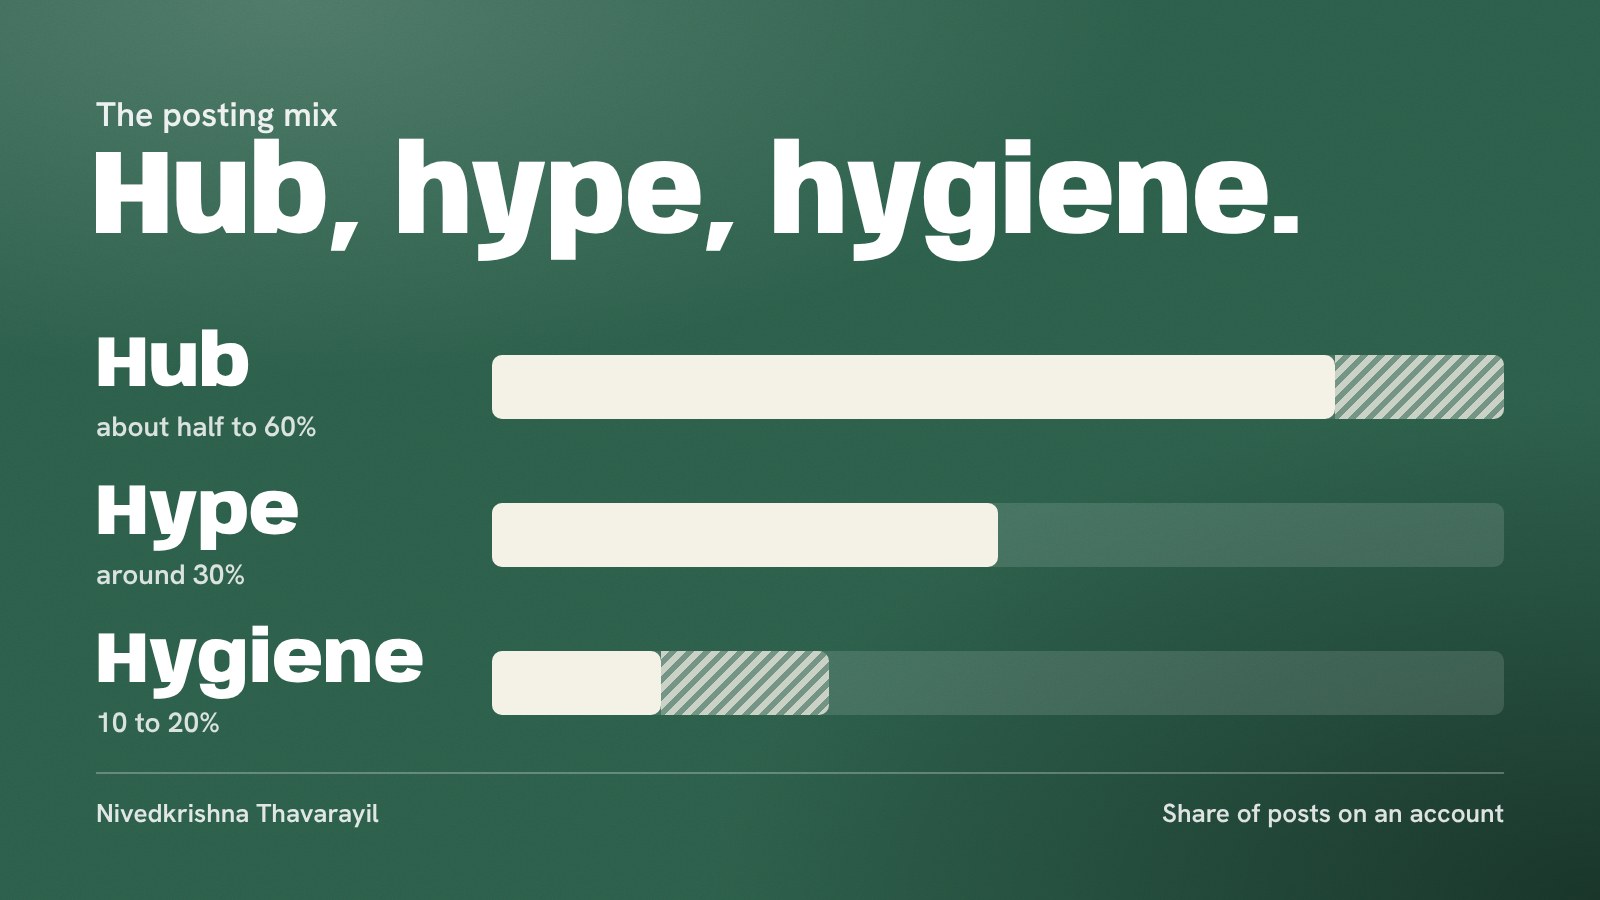 The posting mix
Hub, hype, hygiene.
Hub
about half to 60%
Hype
around 30%
Hygiene
10 to 20%
Nivedkrishna Thavarayil
Share of posts on an account